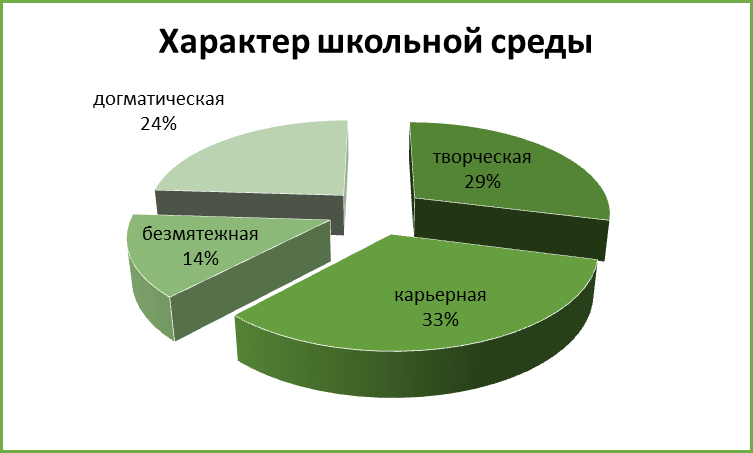 Характер школьной среды
догматическая
24%
творческая
29%
безмятежная
14%
карьерная
33%